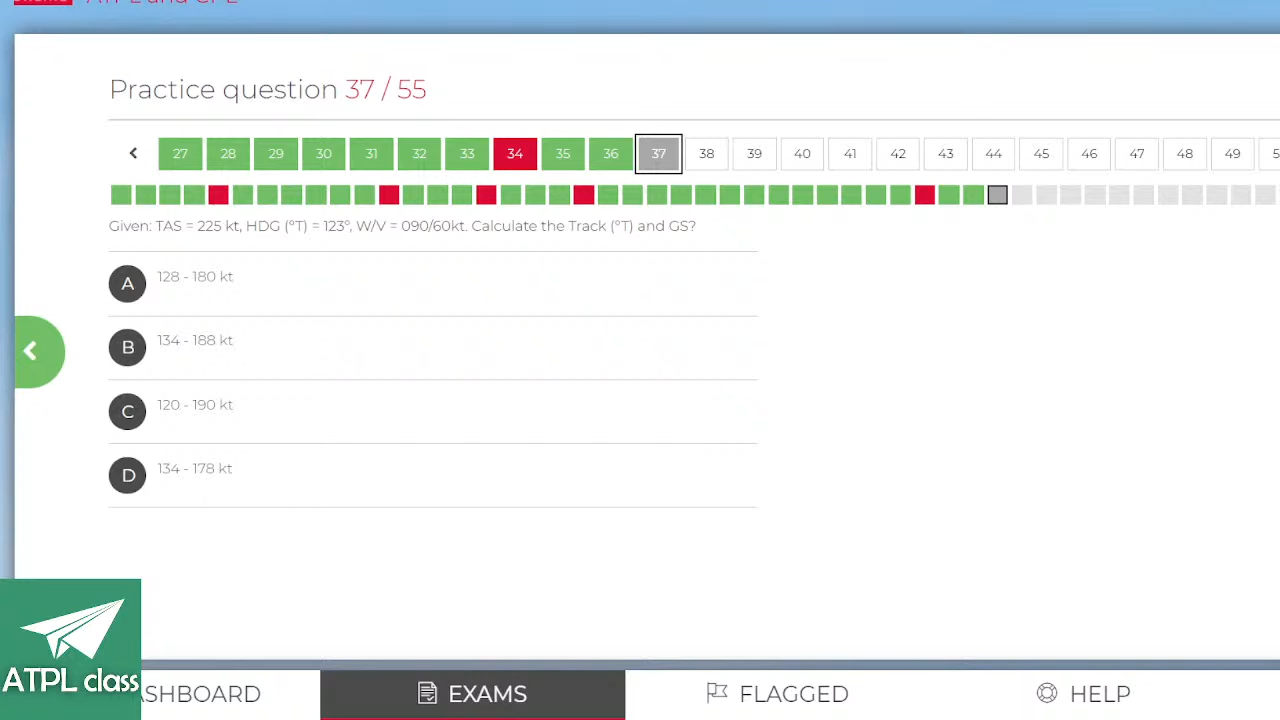 ATPL and CPL
Practice question 37 / 55
27 28 29 30 31 32 33 34 35 36 37 38 39 40 41 42 43 44 45 46 47 48 49
Given: TAS = 225 kt, HDG (°T) = 123°, W/V = 090/60kt. Calculate the Track (°T) and GS?
A 128 - 180 kt
B 134 - 188 kt
C 120 - 190 kt
D 134 - 178 kt
ATPL class
ASHBOARD EXAMS FLAGGED HELP